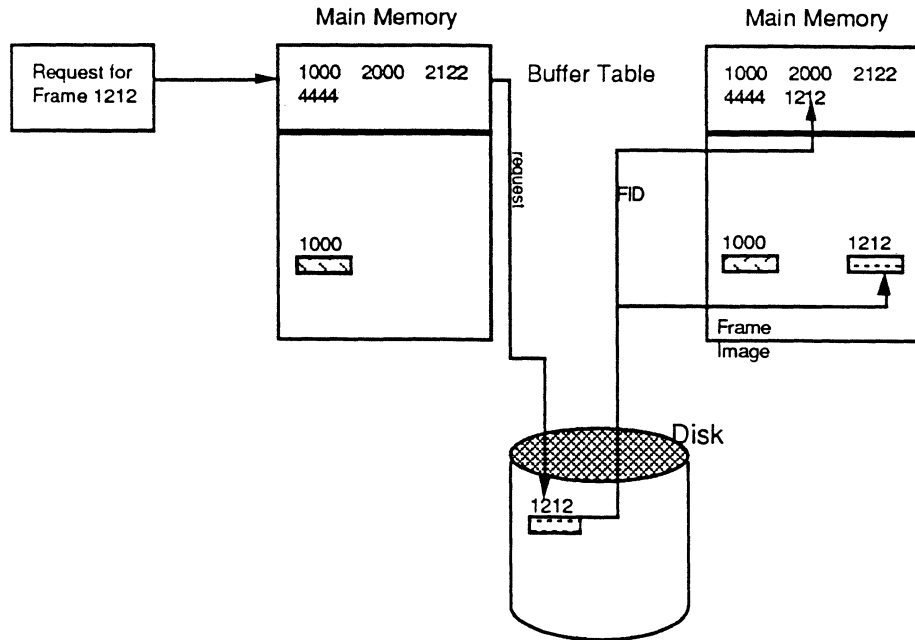 Main Memory
Main Memory
Request for
Frame 1212
1000 2000 2122
4444
Buffer Table
1000 2000 2122
4444 1212
request
FID
1000
1000
1212
Frame
Image
Disk
1212